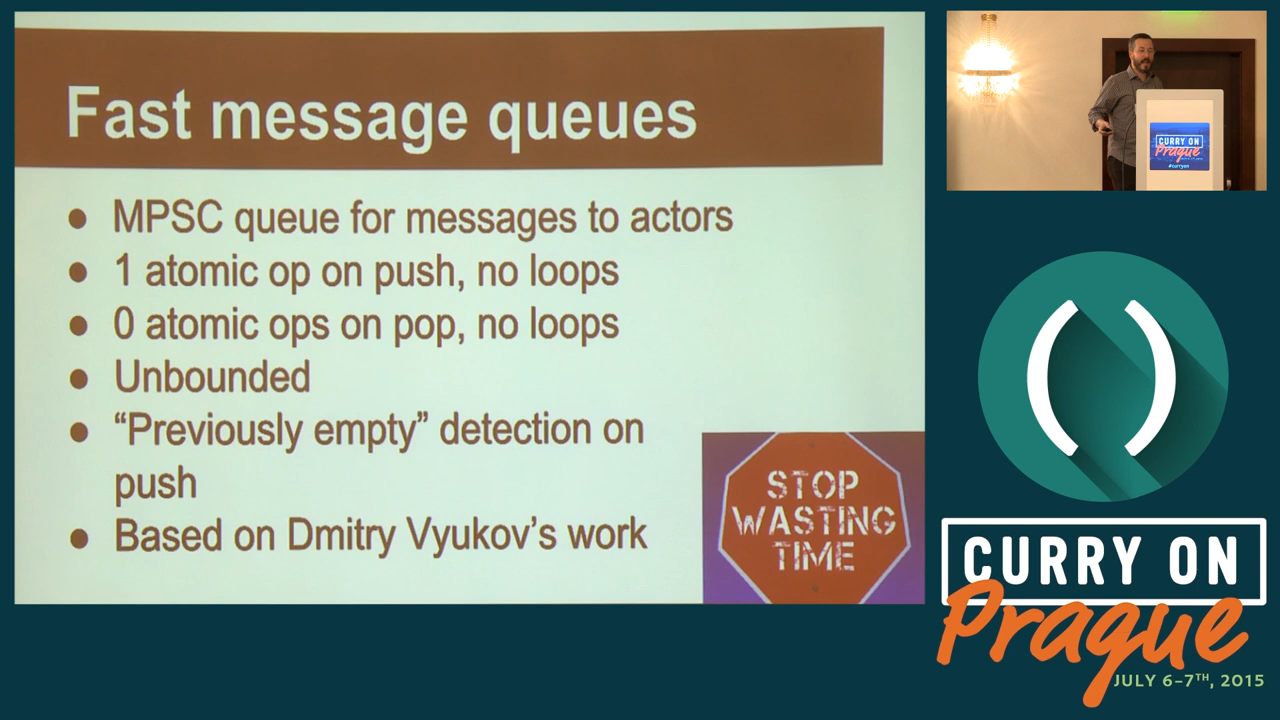 Fast message queues
● MPSC queue for messages to actors
● 1 atomic op on push, no loops
● 0 atomic ops on pop, no loops
● Unbounded
● “Previously empty” detection on
push
● Based on Dmitry Vyukov’s work
STOP
WASTING
TIME
CURRY ON
Prague
#curryon
CURRY ON
Prague
JULY 6–7TH, 2015